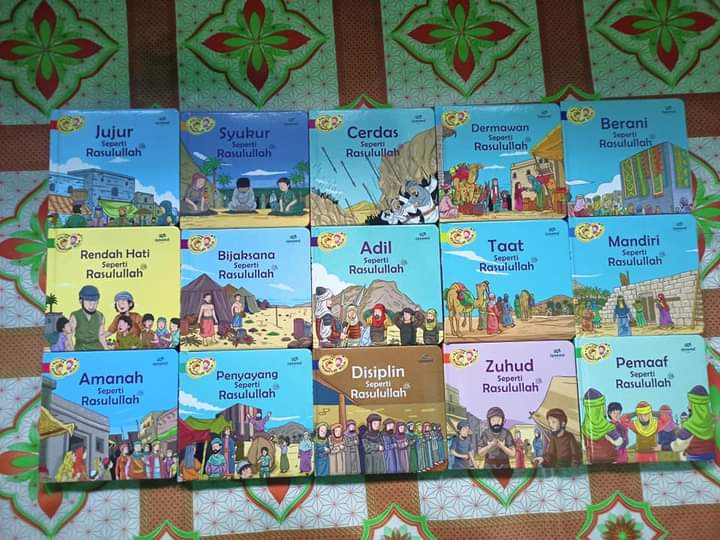 Jujur
Seperti
Rasulullah
Syukur
Seperti
Rasulullah
Cerdas
Seperti
Rasulullah
Dermawan
Seperti
Rasulullah
Berani
Seperti
Rasulullah
Rendah Hati
Seperti
Rasulullah
Bijaksana
Seperti
Rasulullah
Adil
Seperti
Rasulullah
Taat
Seperti
Rasulullah
Mandiri
Seperti
Rasulullah
Amanah
Seperti
Rasulullah
Penyayang
Seperti
Rasulullah
Disiplin
Seperti
Rasulullah
Zuhud
Seperti
Rasulullah
Pemaaf
Seperti
Rasulullah